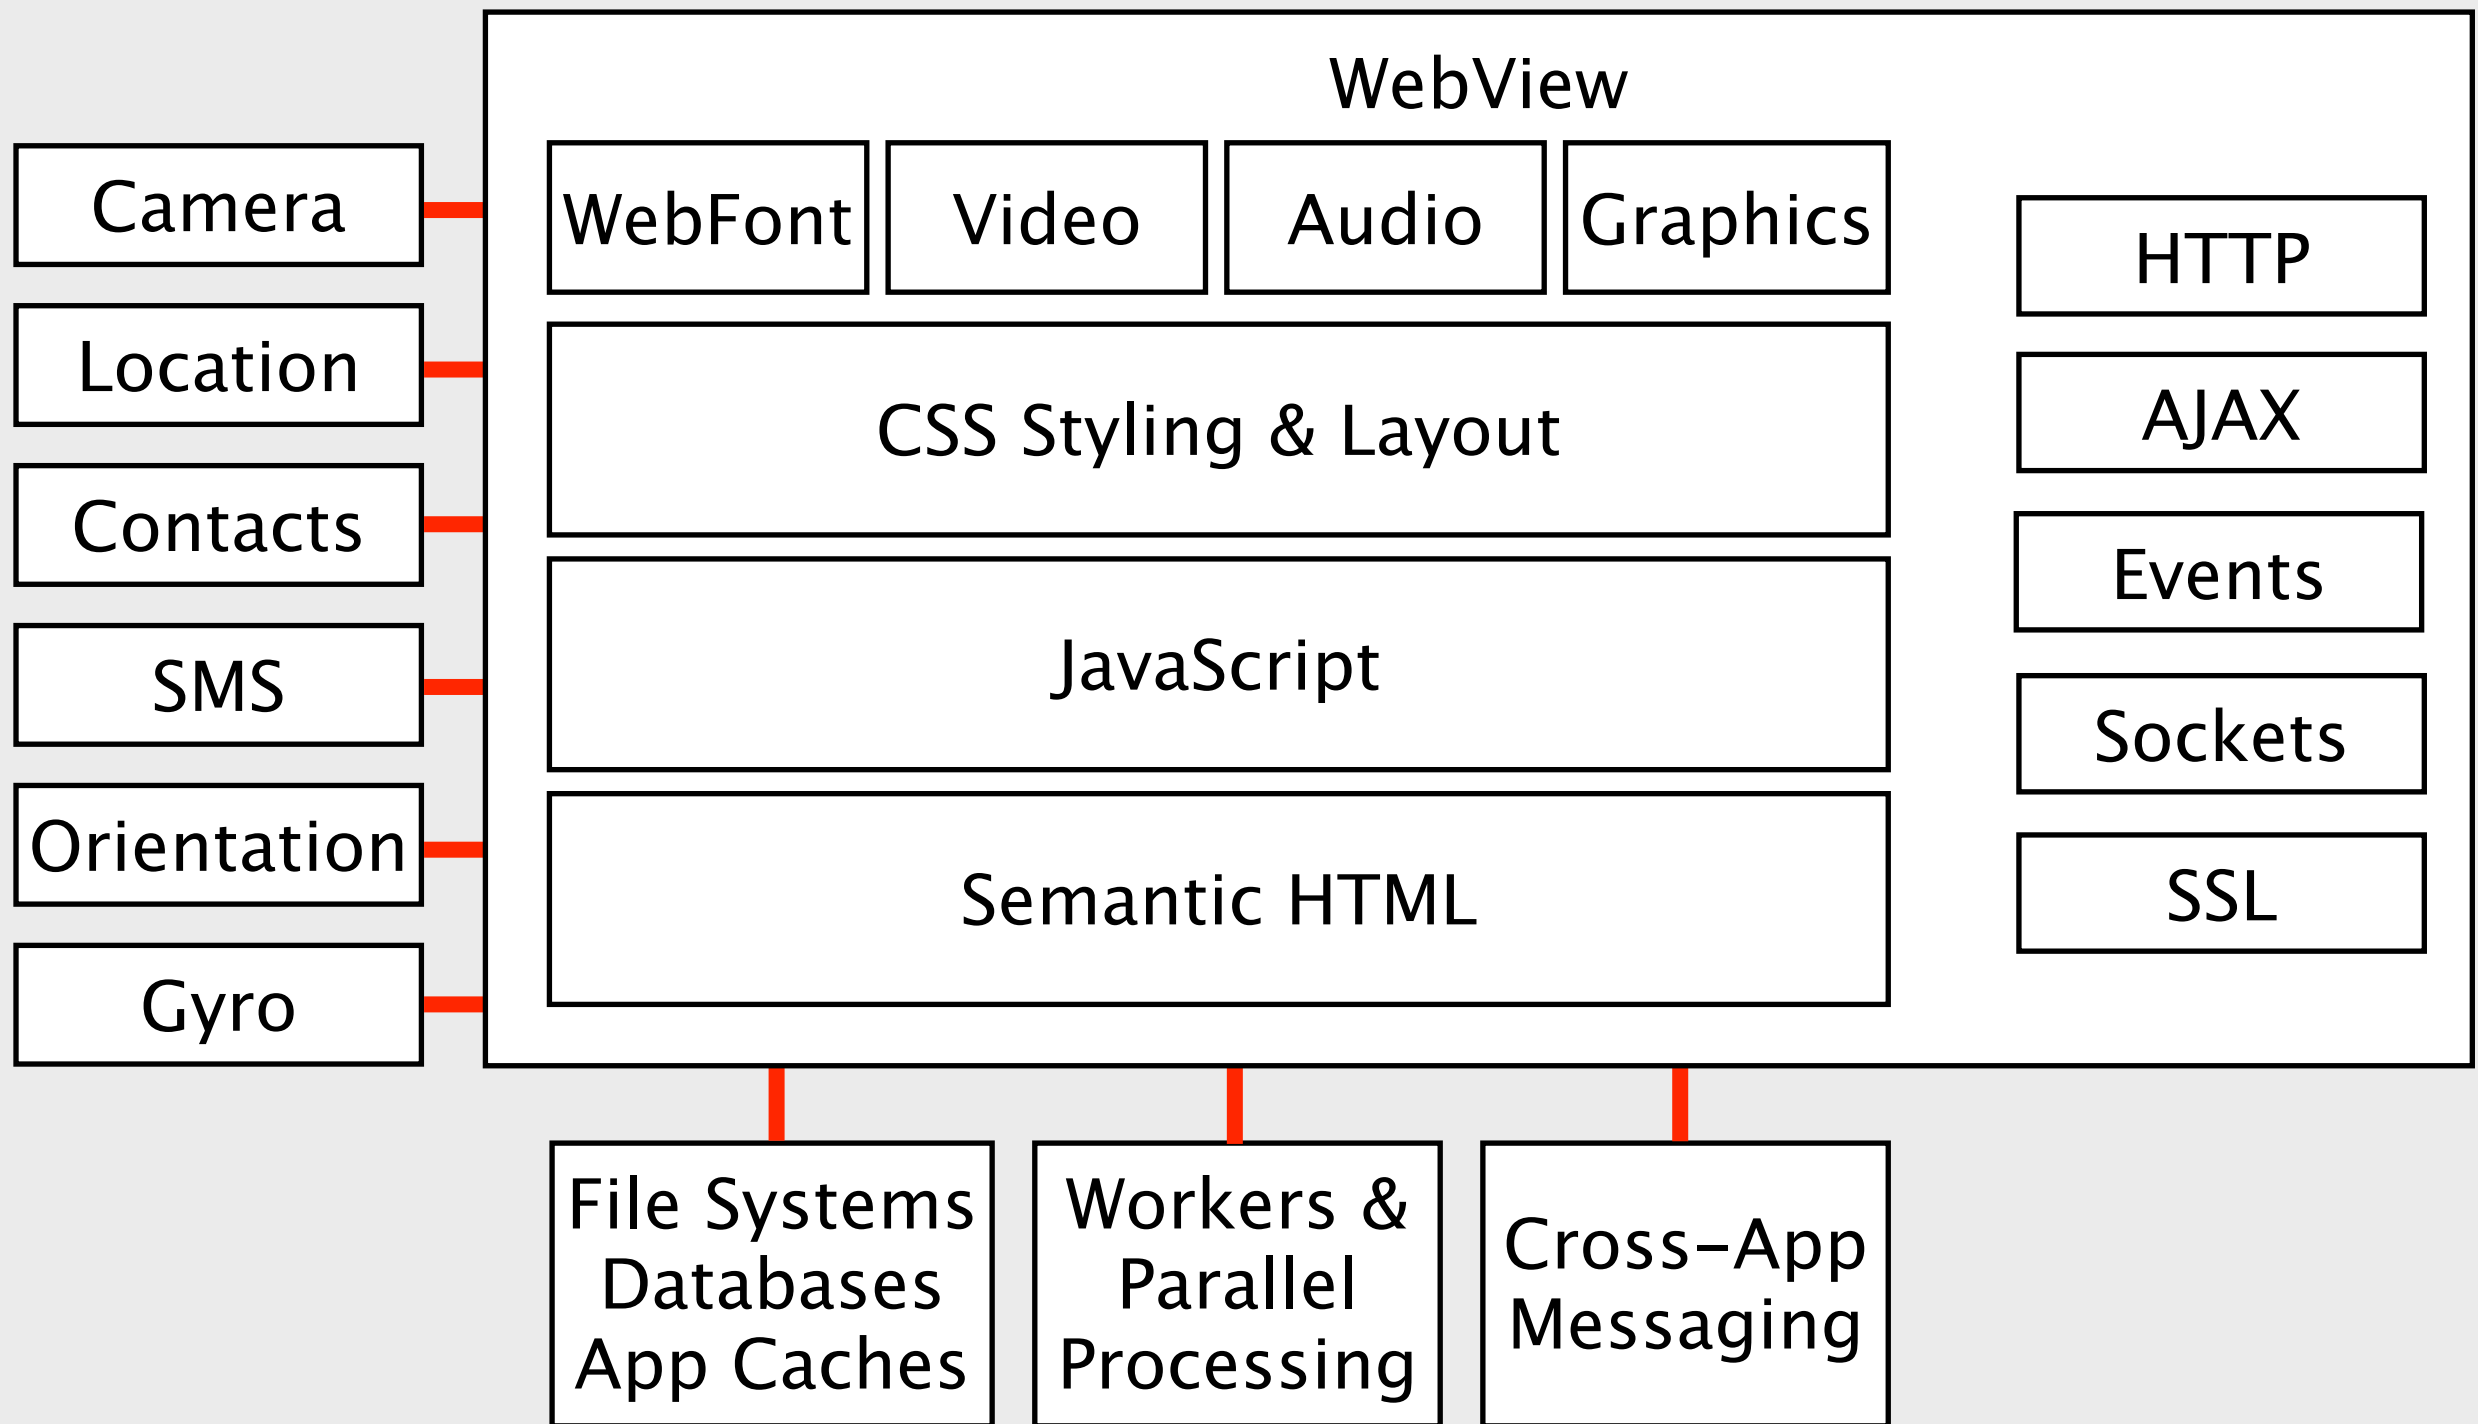 WebView
Camera
Location
Contacts
SMS
Orientation
Gyro
WebFont
Video
Audio
Graphics
CSS Styling & Layout
JavaScript
Semantic HTML
HTTP
AJAX
Events
Sockets
SSL
File Systems
Databases
App Caches
Workers &
Parallel
Processing
Cross-App
Messaging